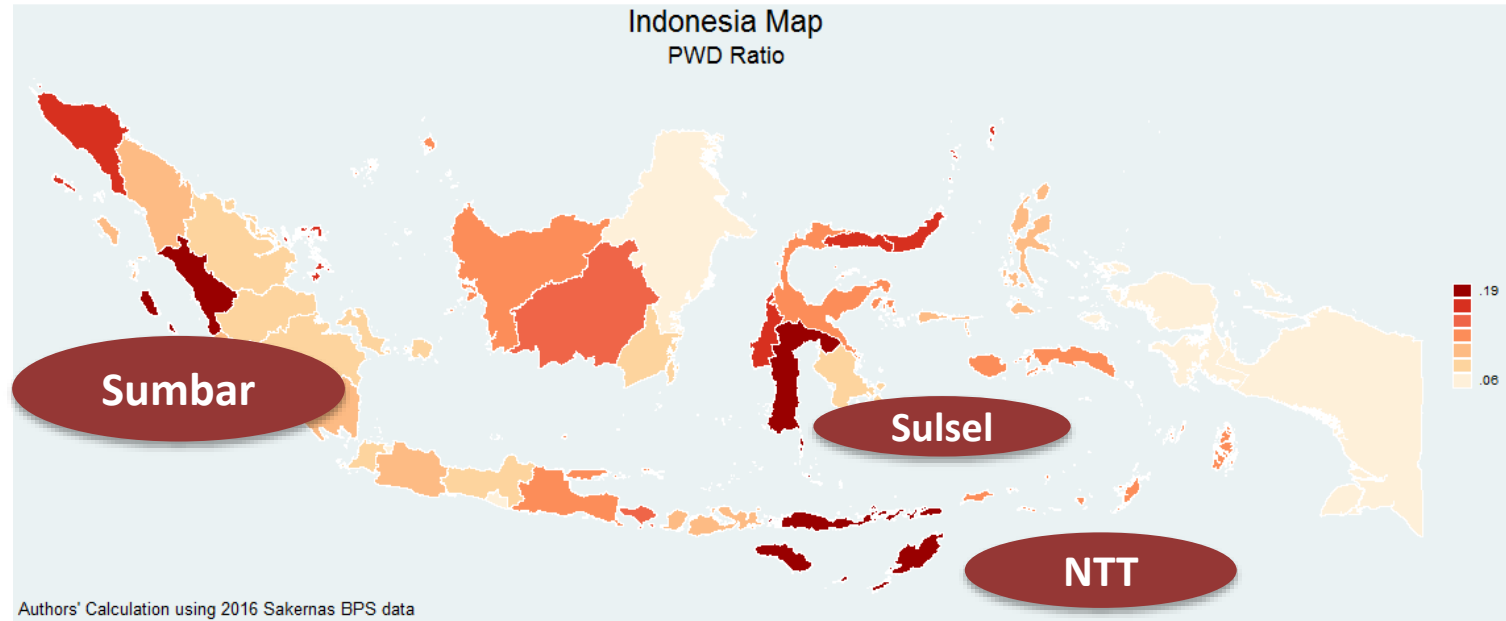 Indonesia Map
PWD Ratio
.19
.06
Sumbar
Sulsel
NTT
Authors' Calculation using 2016 Sakernas BPS data